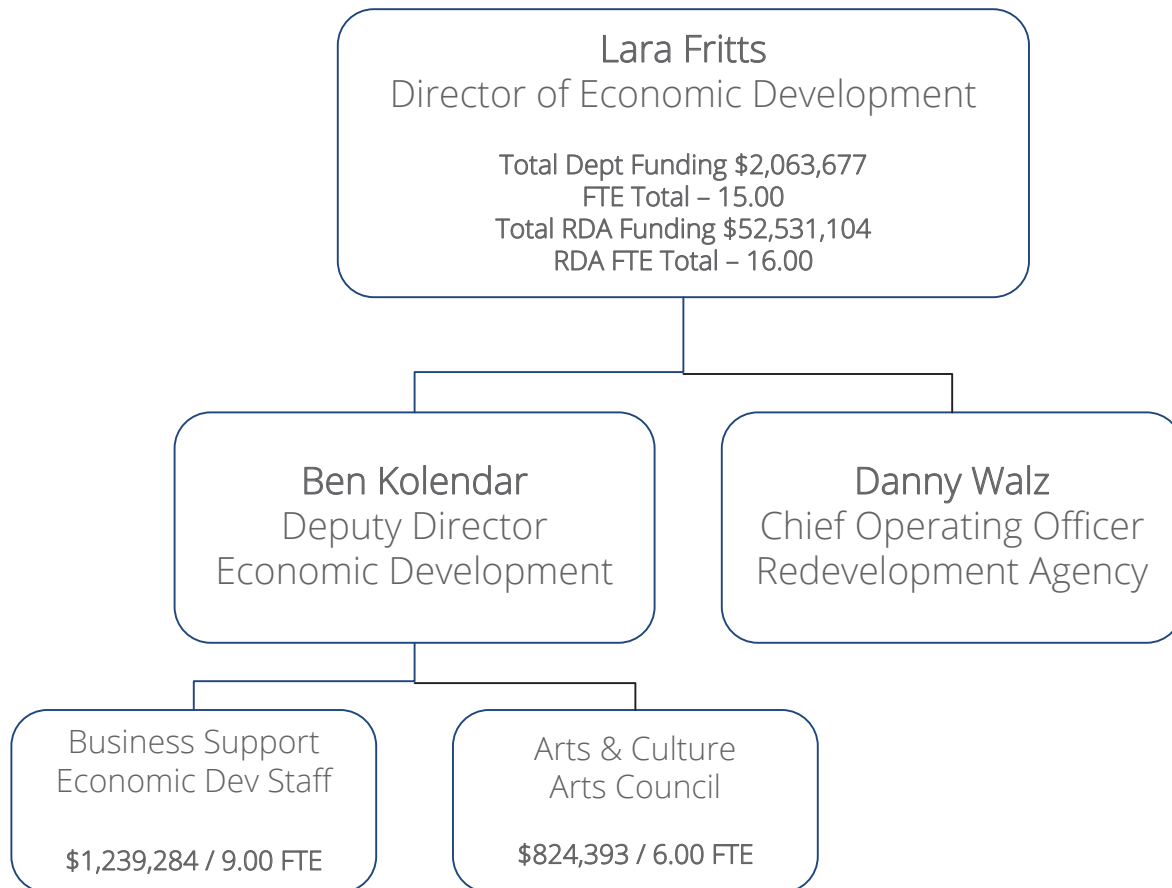 Lara Fritts
Director of Economic Development
Total Dept Funding $2,063,677
FTE Total – 15.00
Total RDA Funding $52,531,104
RDA FTE Total – 16.00
Ben Kolendar
Deputy Director
Economic Development
Danny Walz
Chief Operating Officer
Redevelopment Agency
Business Support
Economic Dev Staff
$1,239,284 / 9.00 FTE
Arts & Culture
Arts Council
$824,393 / 6.00 FTE